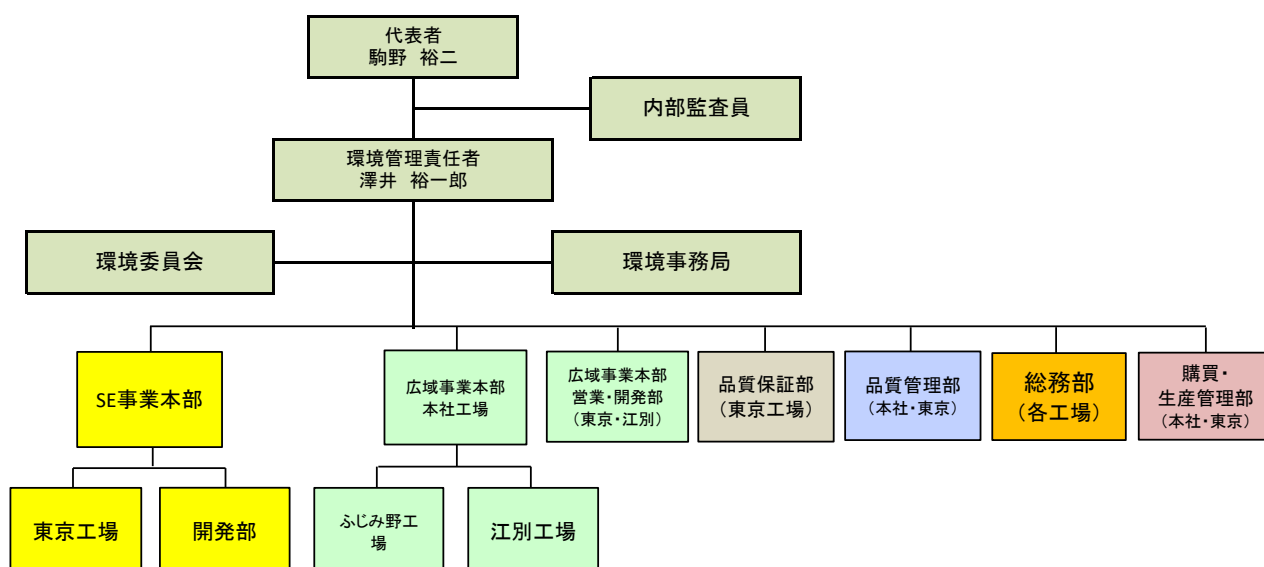 代表者
駒野 裕二
内部監査員
環境管理責任者
澤井 裕一郎
環境委員会
環境事務局
SE事業本部
広域事業本部
本社工場
広域事業本部
営業・開発部
（東京・江別）
品質保証部
（東京工場）
品質管理部
（本社・東京）
総務部
（各工場）
購買・
生産管理部
（本社・東京）
東京工場
開発部
ふじみ野工
場
江別工場